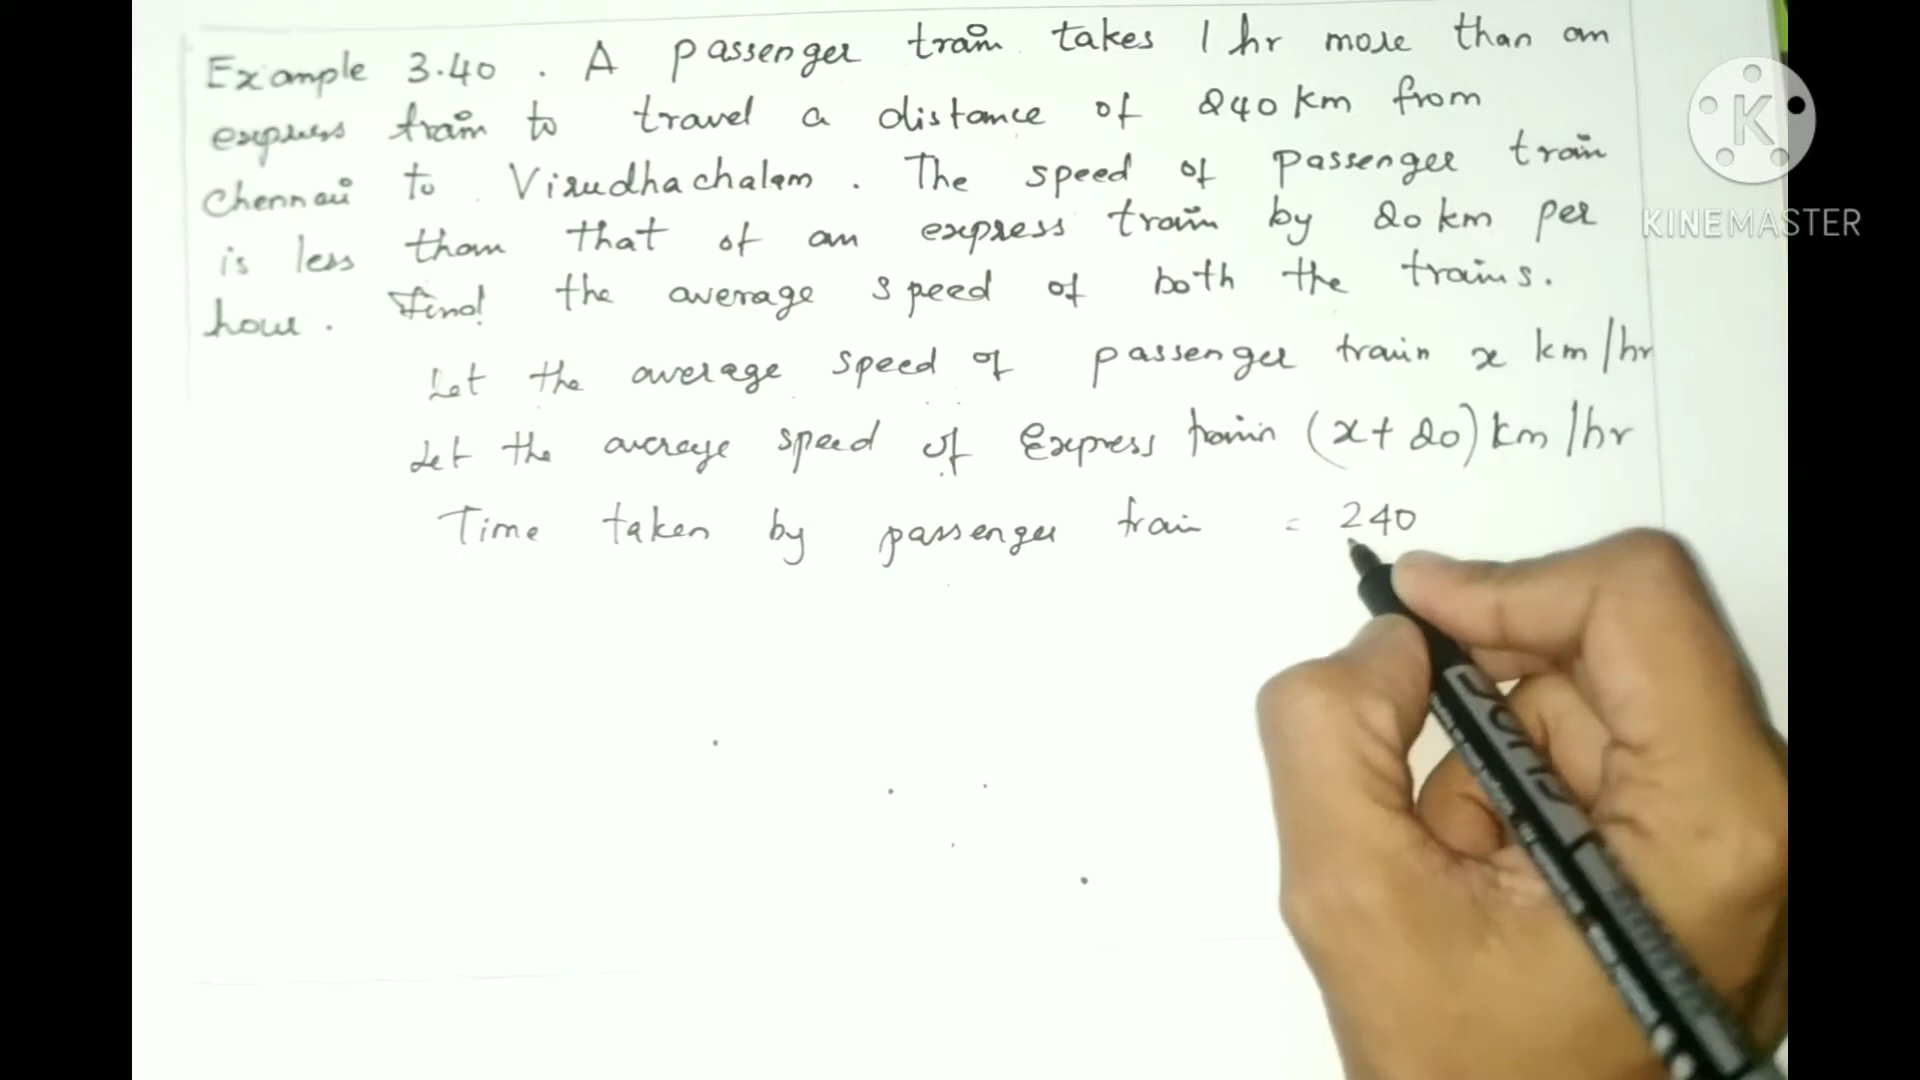 Example 3.40. A passenger train takes 1 hr more than an
express train to travel a distance of 240 km from
Chennai to Virudhachalam. The speed of passenger train
is less than that of an express train by 20 km per
hour. Find the average speed of both the trains.
Let the average speed of passenger train x km/hr
Let the average speed of Express train (x+20) km/hr
Time taken by passenger train = 240
K
KINEMASTER